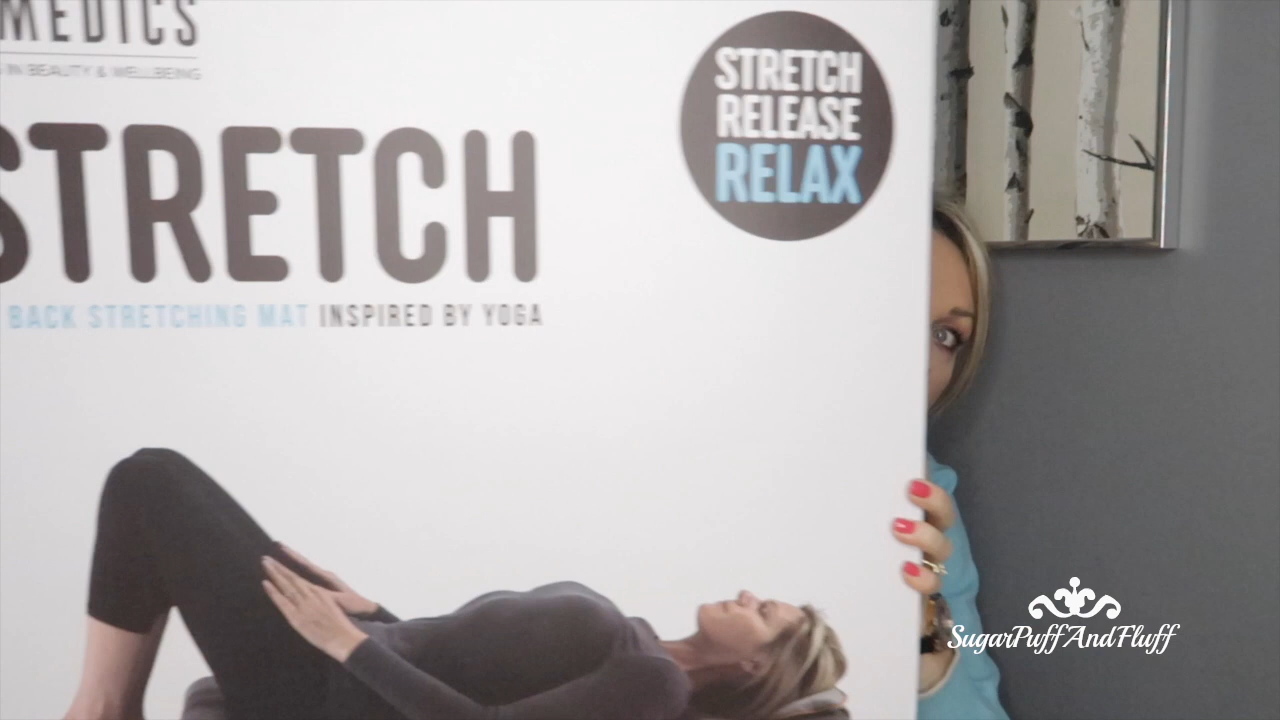 MEDICS
IN BEAUTY & WELLBEING
STRETCH
BACK STRETCHING MAT INSPIRED BY YOGA
STRETCH
RELEASE
RELAX
SugarPuffAndFluff